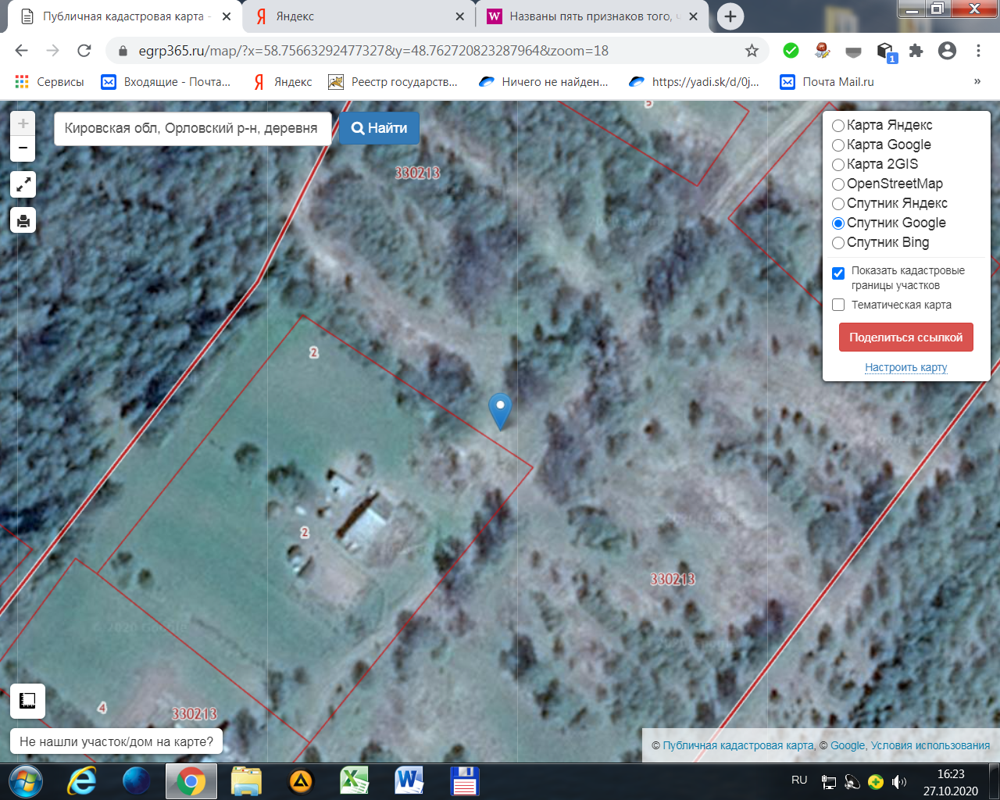 Публичная кадастровая карта -
Яндекс
Названы пять признаков того, ч
egrp365.ru/map/?x=58.75663292477327&y=48.762720823287964&zoom=18
1
Сервисы
Входящие - Почта...
Яндекс
Реестр государств...
Ничего не найден...
https://yadi.sk/d/0j...
Почта Mail.ru
»
Кировская обл, Орловский р-н, деревня
Найти
5
330213
2
2
330213
4
330213
Карта Яндекс
Карта Google
Карта 2GIS
OpenStreetMap
Спутник Яндекс
Спутник Google
Спутник Bing
Показать кадастровые
границы участков
Тематическая карта
Поделиться ссылкой
Настроить карту
Не нашли участок/дом на карте?
© Публичная кадастровая карта, © Google, Условия использования
RU
16:23
27.10.2020